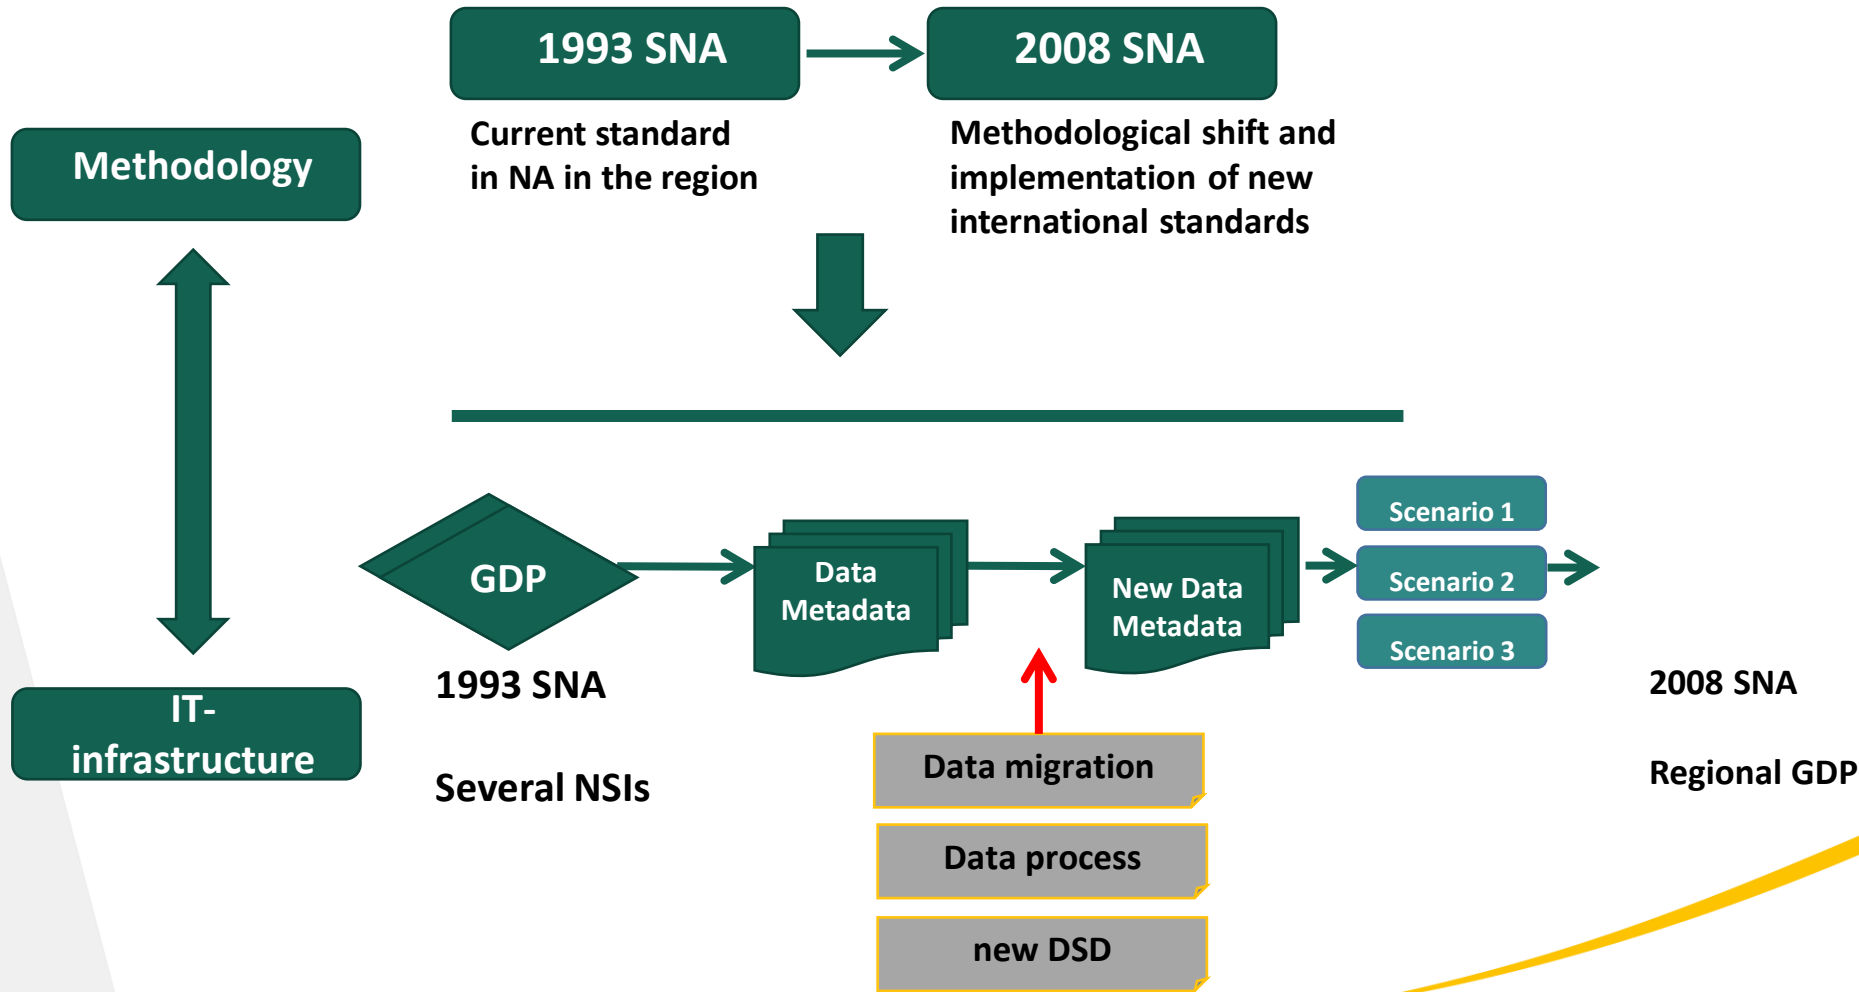 1993 SNA
2008 SNA
Current standard
in NA in the region
Methodological shift and
implementation of new
international standards
Methodology
IT-
infrastructure
GDP
1993 SNA
Several NSIs
Data
Metadata
New Data
Metadata
Scenario 1
Scenario 2
Scenario 3
Data migration
Data process
new DSD
2008 SNA
Regional GDP